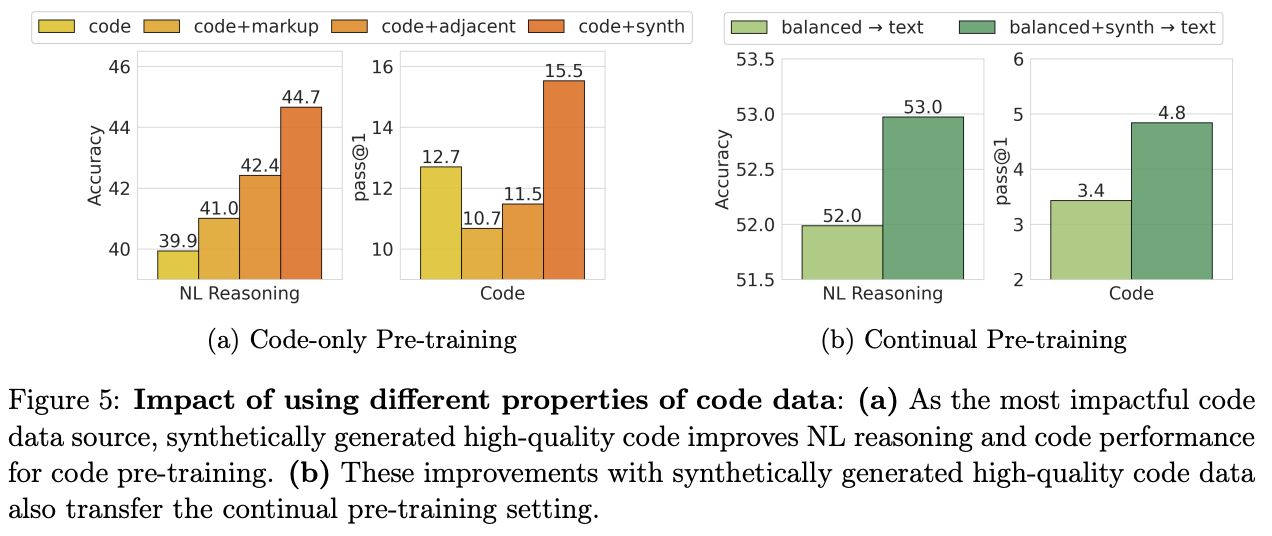 code code+markup code+adjacent code+synth
balanced → text balanced+synth → text
46
44
42
40
Accuracy
39.9
41.0
42.4
44.7
NL Reasoning
16
14
12
10
pass@1
12.7
10.7
11.5
15.5
Code
53.5
53.0
52.5
52.0
51.5
Accuracy
52.0
53.0
NL Reasoning
6
5
4
3
2
pass@1
3.4
4.8
Code
(a) Code-only Pre-training
(b) Continual Pre-training
Figure 5: Impact of using different properties of code data: (a) As the most impactful code
data source, synthetically generated high-quality code improves NL reasoning and code performance
for code pre-training. (b) These improvements with synthetically generated high-quality code data
also transfer the continual pre-training setting.